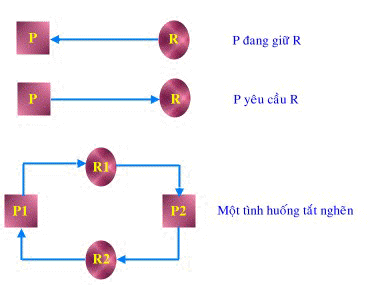 P R P đang giữ R
P R P yêu cầu R
R1
P1 P2 Một tình huống tắt nghẽn
R2